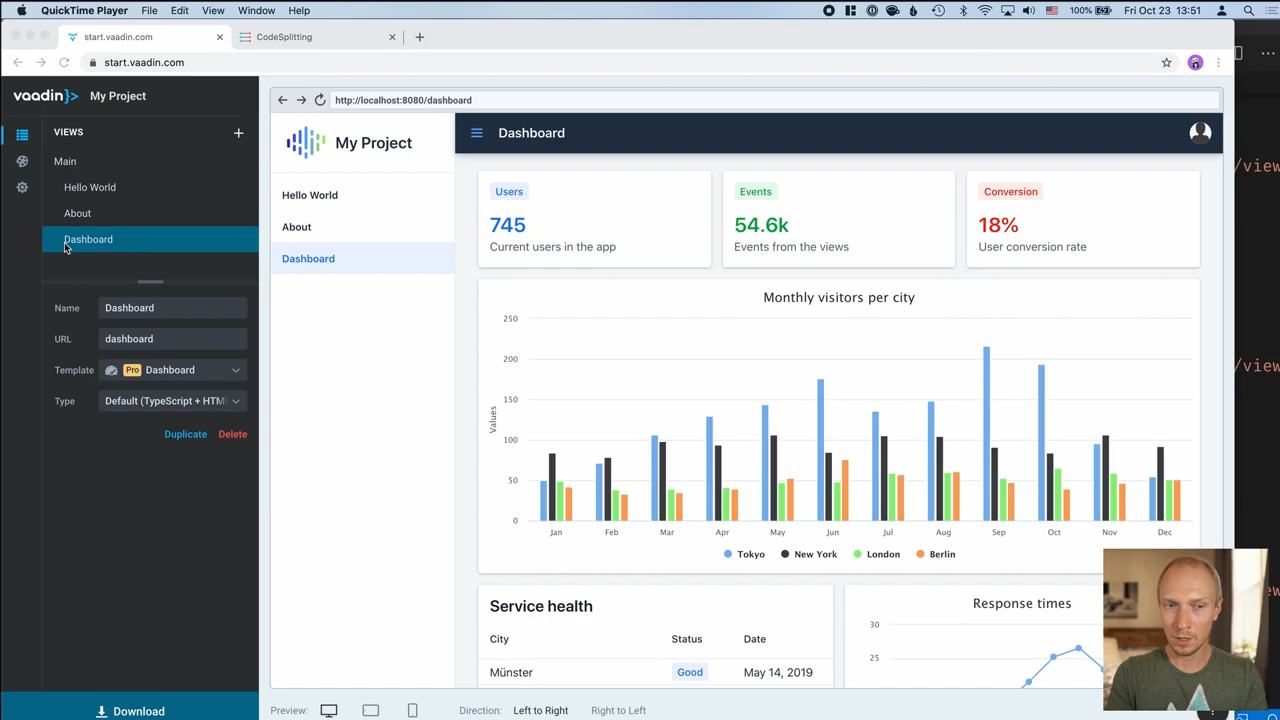 QuickTime Player File Edit View Window Help 100% Fri Oct 23 13:51
start.vaadin.com CodeSplitting
start.vaadin.com
vaadin}> My Project
VIEWS
Main
Hello World
About
Dashboard
Name Dashboard
URL dashboard
Template Pro Dashboard
Type Default (TypeScript + HTM
Duplicate Delete
Download
http://localhost:8080/dashboard
My Project
Hello World
About
Dashboard
Dashboard
Users
745
Current users in the app
Events
54.6k
Events from the views
Conversion
18%
User conversion rate
Monthly visitors per city
Values
250
200
150
100
50
0
Jan Feb Mar Apr May Jun Jul Aug Sep Oct Nov Dec
Tokyo New York London Berlin
Service health
City Status Date
Münster Good May 14, 2019
Response times
30
25
Preview: Direction: Left to Right Right to Left
/view
/view